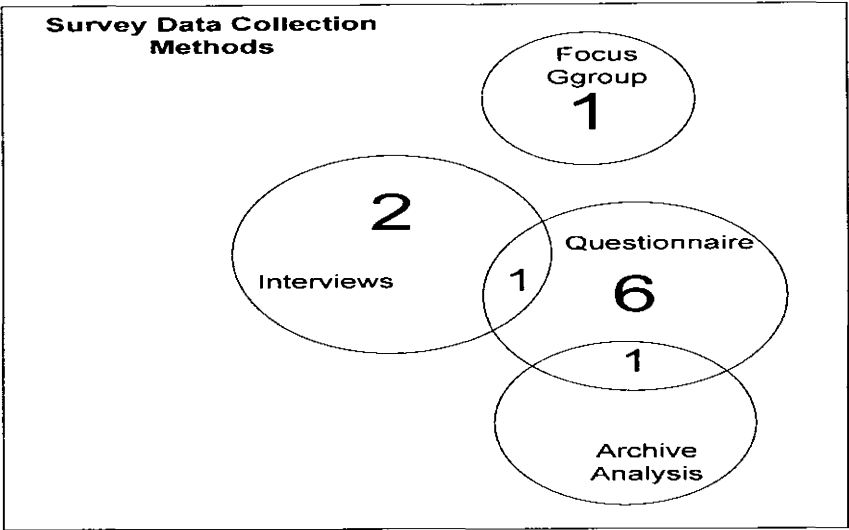 Survey Data Collection
Methods
Focus
Ggroup
1
2
Interviews
1
Questionnaire
6
1
Archive
Analysis